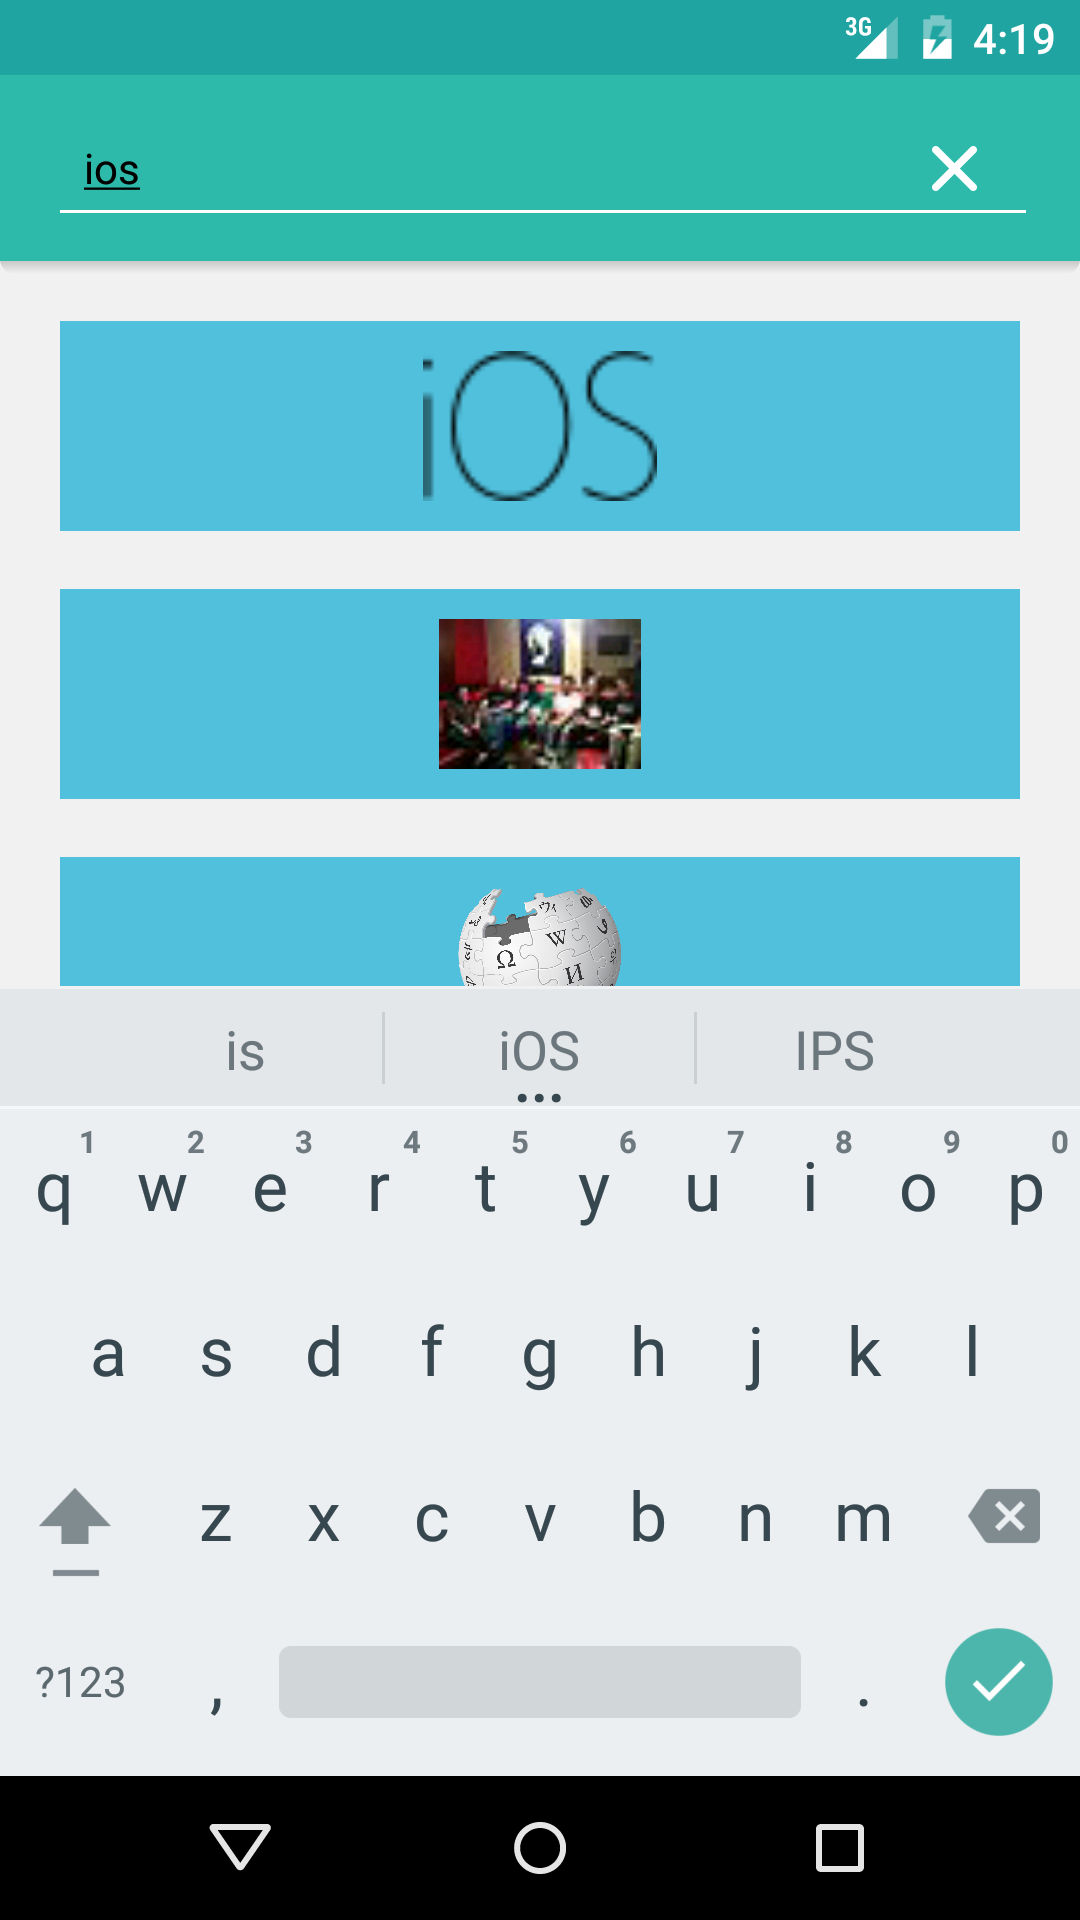 3G 4:19
ios
iOS
Ω W И
is iOS IPS
1 2 3 4 5 6 7 8 9 0
q w e r t y u i o p
a s d f g h j k l
z x c v b n m
?123 , .